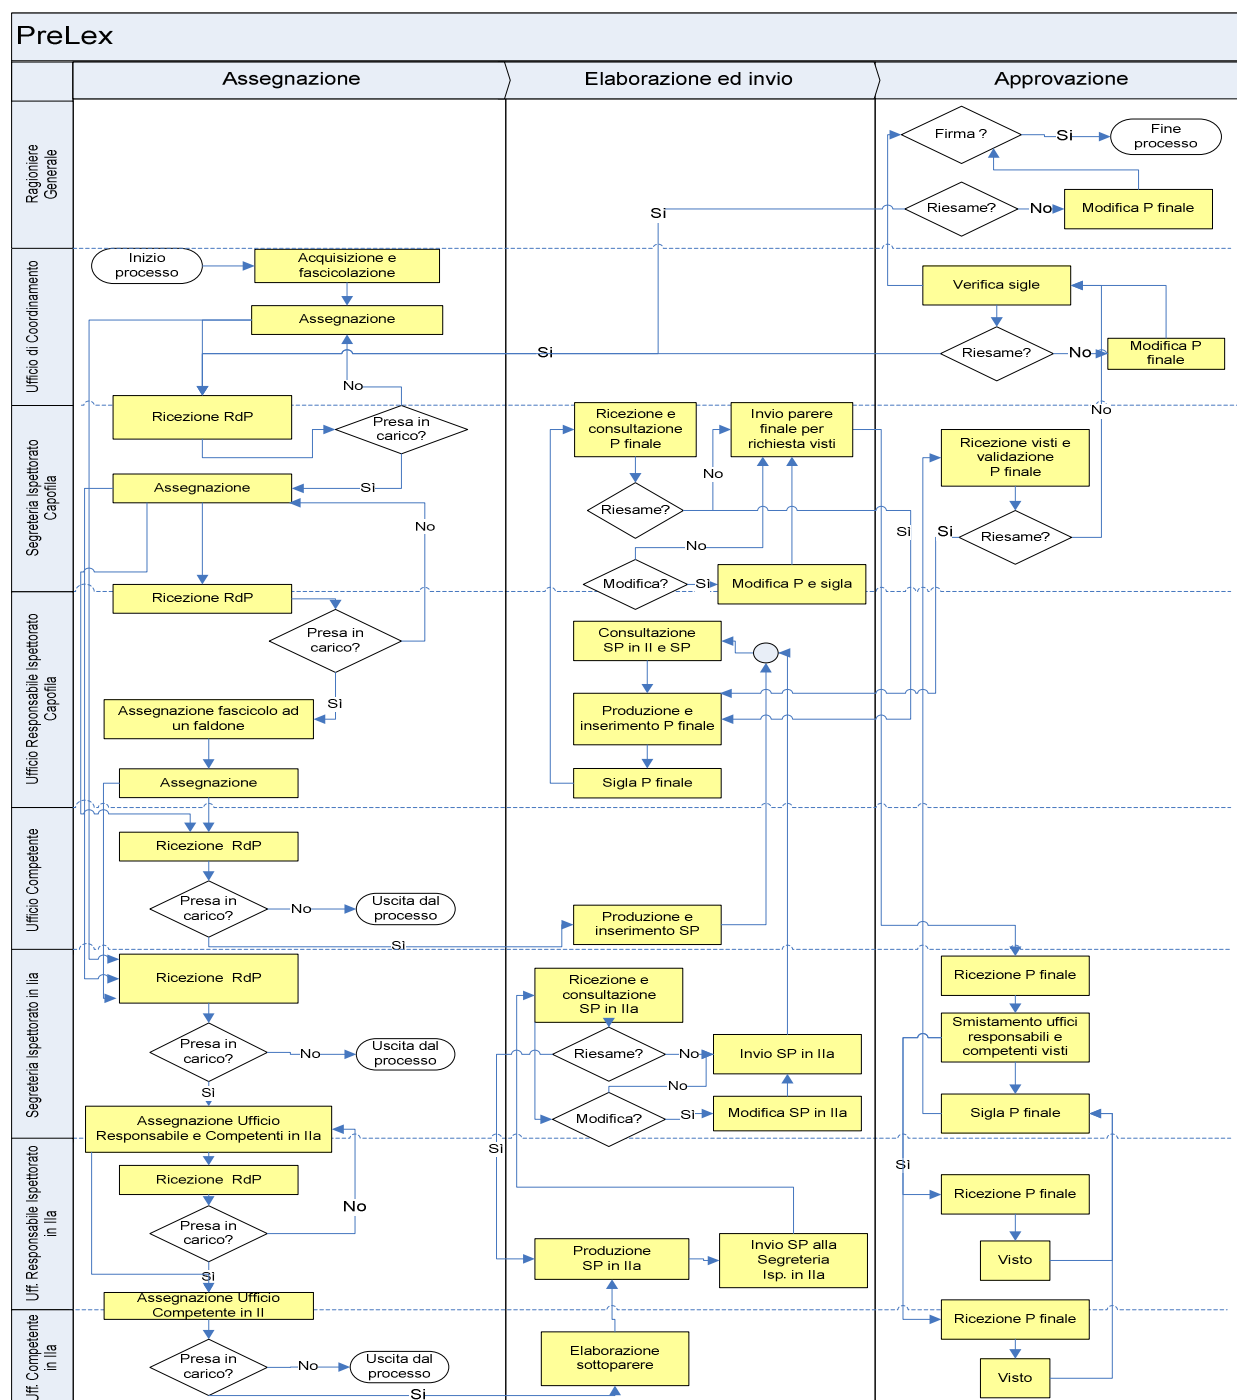 PreLex
Assegnazione
Elaborazione ed invio
Approvazione
Ragioniere
Generale
Firma ?
Si
Fine
processo
Riesame?
No
Modifica P finale
Si
Ufficio di Coordinamento
Inizio
processo
Acquisizione e
fascicolazione
Assegnazione
Verifica sigle
Si
Riesame?
No
Modifica P
finale
No
Segreteria Ispettorato
Capofila
Ricezione RdP
Presa in
carico?
Sì
Assegnazione
No
Ricezione RdP
Ricezione e
consultazione
P finale
Invio parere
finale per
richiesta visti
No
Riesame?
Sì
No
Modifica?
Sì
Modifica P e sigla
No
Ricezione visti e
validazione
P finale
Si
Riesame?
Ufficio Responsabile Ispettorato
Capofila
Presa in
carico?
Sì
Assegnazione fascicolo ad
un faldone
Assegnazione
Consultazione
SP in II e SP
Produzione e
inserimento P finale
Sigla P finale
Ufficio Competente
Ricezione  RdP
Presa in
carico?
No
Uscita dal
processo
Sì
Produzione e
inserimento SP
Segreteria Ispettorato in Iia
Ricezione  RdP
Presa in
carico?
No
Uscita dal
processo
Sì
Assegnazione Ufficio
Responsabile e Competenti in IIa
Ricezione e
consultazione
SP in IIa
Riesame?
No
Invio SP in IIa
No
Modifica?
Sì
Modifica SP in IIa
Sì
Ricezione P finale
Smistamento uffici
responsabili e
competenti visti
Sigla P finale
Sì
Uff. Responsabile Ispettorato
in IIa
Ricezione  RdP
Presa in
carico?
No
Sì
Assegnazione Ufficio
Competente in II
Produzione
SP in IIa
Invio SP alla
Segreteria
Isp. in IIa
Ricezione P finale
Visto
Uff. Competente
in IIa
Presa in
carico?
No
Uscita dal
processo
Si
Elaborazione
sottoparere
Ricezione P finale
Visto